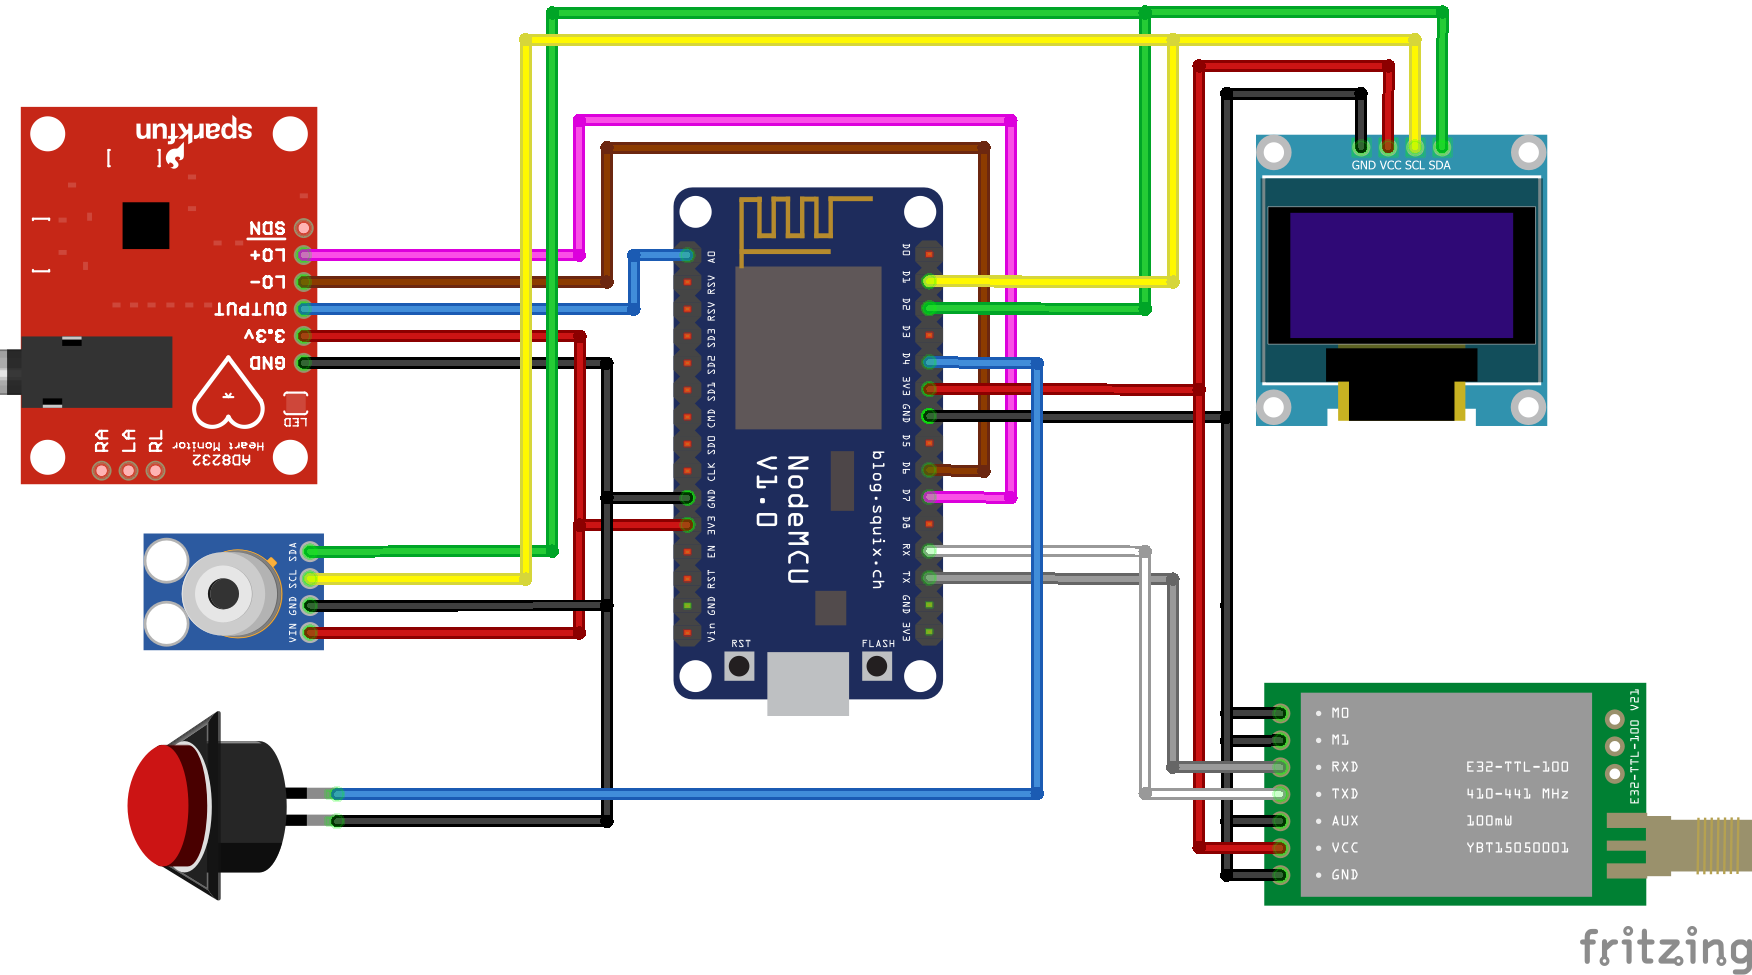 sparkfun
[ ]
SDN
LO+
LO-
OUTPUT
3.3v
GND
LED
RA
LA
RL
Heart Monitor
AD8232
SDA
SCL
GND
VIN
A0
RSV
RSV
SD3
SD2
SD1
CMD
SD0
CLK
GND
3V3
EN
RST
GND
Vin
D0
D1
D2
D3
D4
3V3
GND
D5
D6
D7
D8
RX
TX
GND
3V3
NodeMCU
V1.0
blog.squix.ch
RST
FLASH
GND VCC SCL SDA
M0
M1
RXD
TXD
AUX
VCC
GND
E32-TTL-100
410-441 MHz
100mW
YBT15050001
E32-TTL-100 V21
fritzing